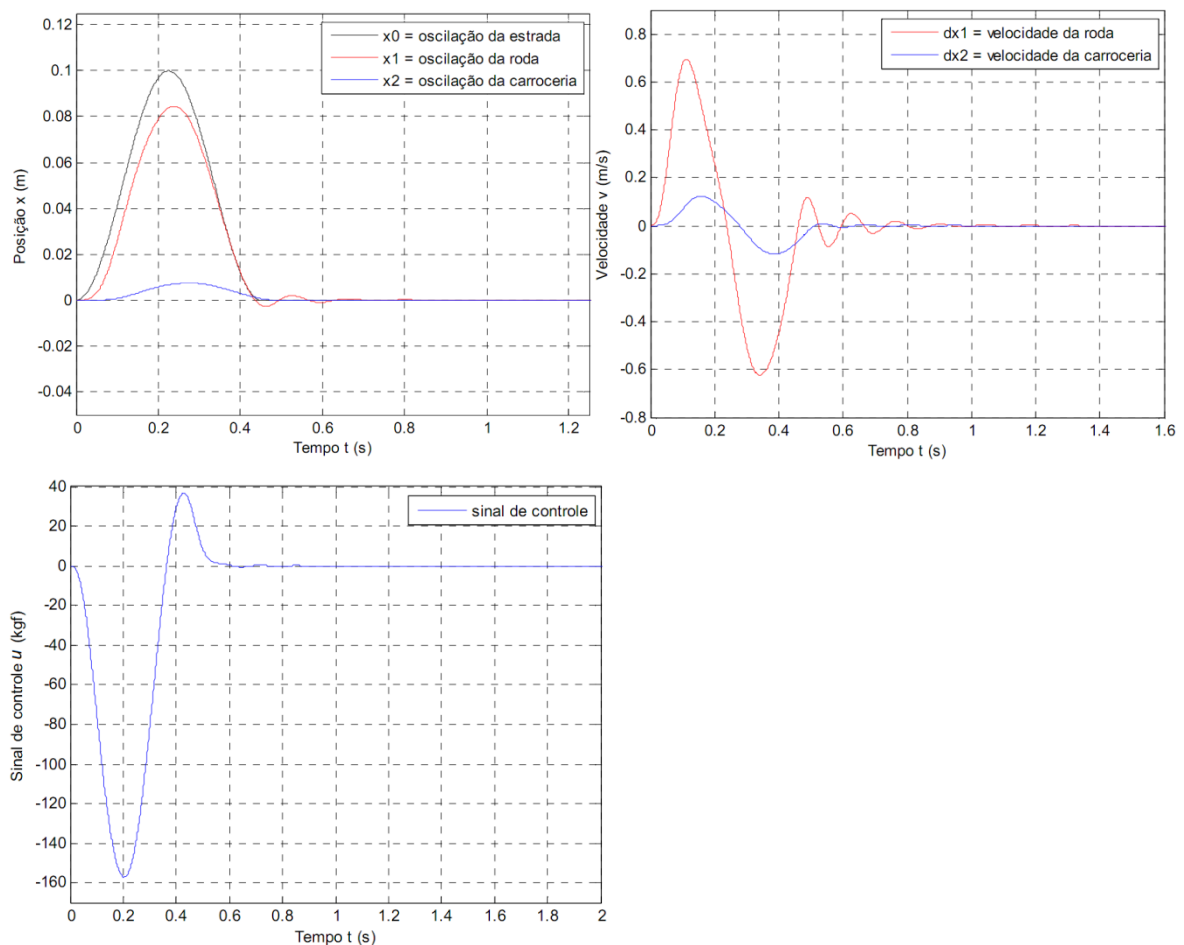 0.12
0.1
0.08
0.06
0.04
0.02
0
-0.02
-0.04
Posição x (m)
x0 = oscilação da estrada
x1 = oscilação da roda
x2 = oscilação da carroceria
0 0.2 0.4 0.6 0.8 1 1.2
Tempo t (s)
0.8
0.6
0.4
0.2
0
-0.2
-0.4
-0.6
-0.8
Velocidade v (m/s)
dx1 = velocidade da roda
dx2 = velocidade da carroceria
0 0.2 0.4 0.6 0.8 1 1.2 1.4 1.6
Tempo t (s)
40
20
0
-20
-40
-60
-80
-100
-120
-140
-160
Sinal de controle u (kgf)
sinal de controle
0 0.2 0.4 0.6 0.8 1 1.2 1.4 1.6 1.8 2
Tempo t (s)